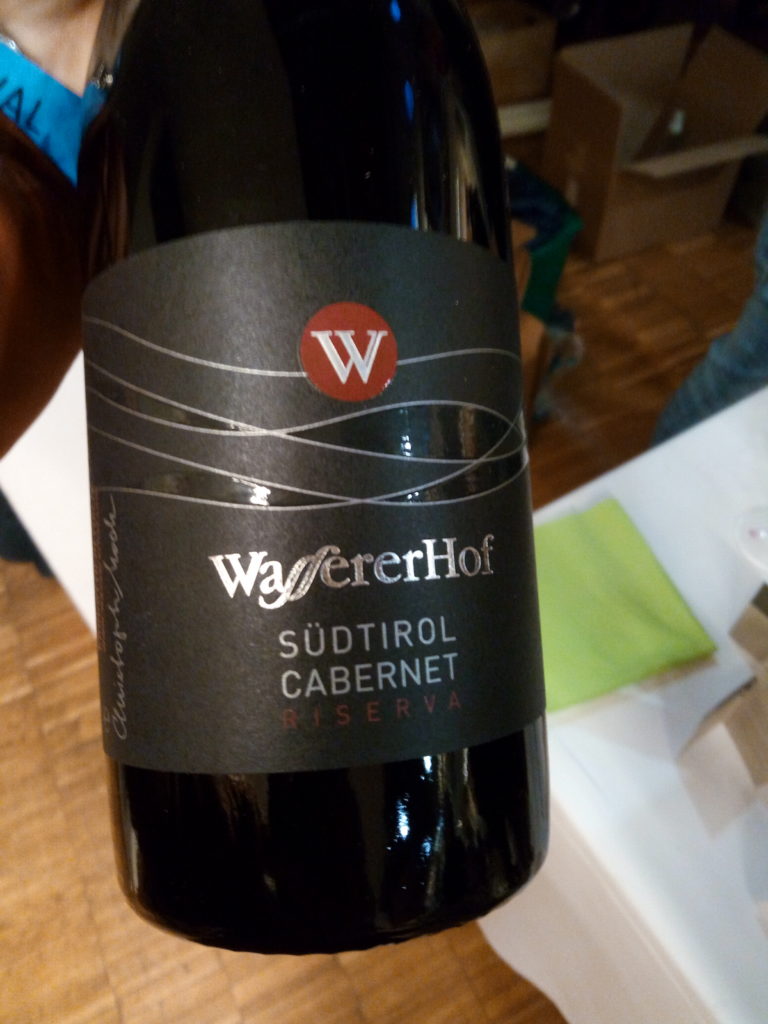 W
WassererHof
SÜDTIROL
CABERNET
RISERVA